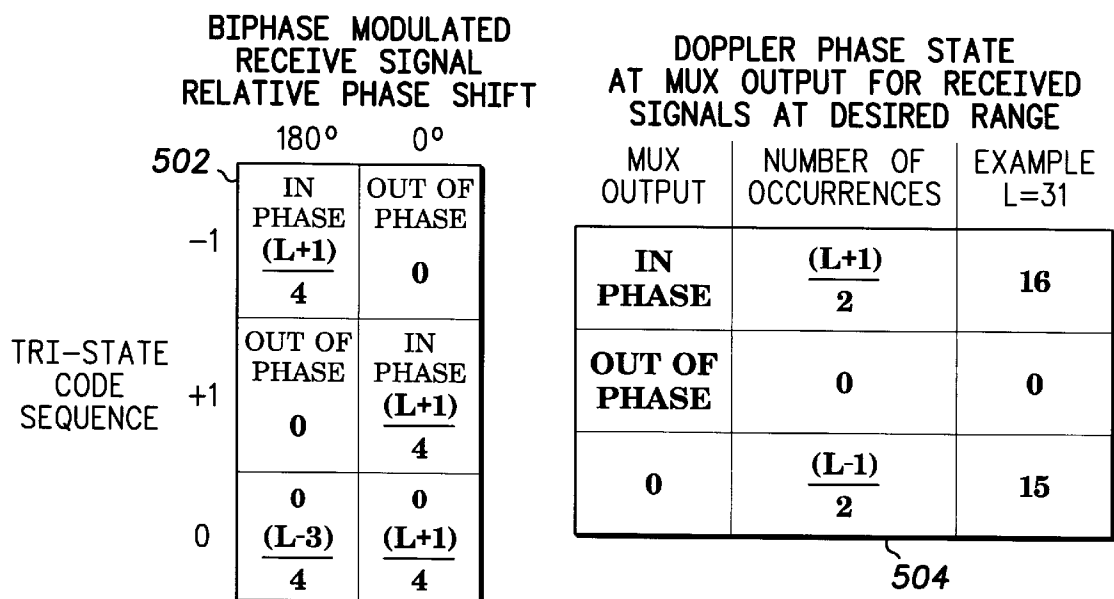 BIPHASE MODULATED
RECEIVE SIGNAL
RELATIVE PHASE SHIFT
180º 0º
502
TRI-STATE
CODE
SEQUENCE
-1
IN
PHASE
(L+1)
4
OUT OF
PHASE
0
+1
OUT OF
PHASE
0
IN
PHASE
(L+1)
4
0
0
(L-3)
4
0
(L+1)
4
DOPPLER PHASE STATE
AT MUX OUTPUT FOR RECEIVED
SIGNALS AT DESIRED RANGE
MUX
OUTPUT
NUMBER OF
OCCURRENCES
EXAMPLE
L=31
IN
PHASE
(L+1)
2
16
OUT OF
PHASE
0
0
0
(L-1)
2
15
504